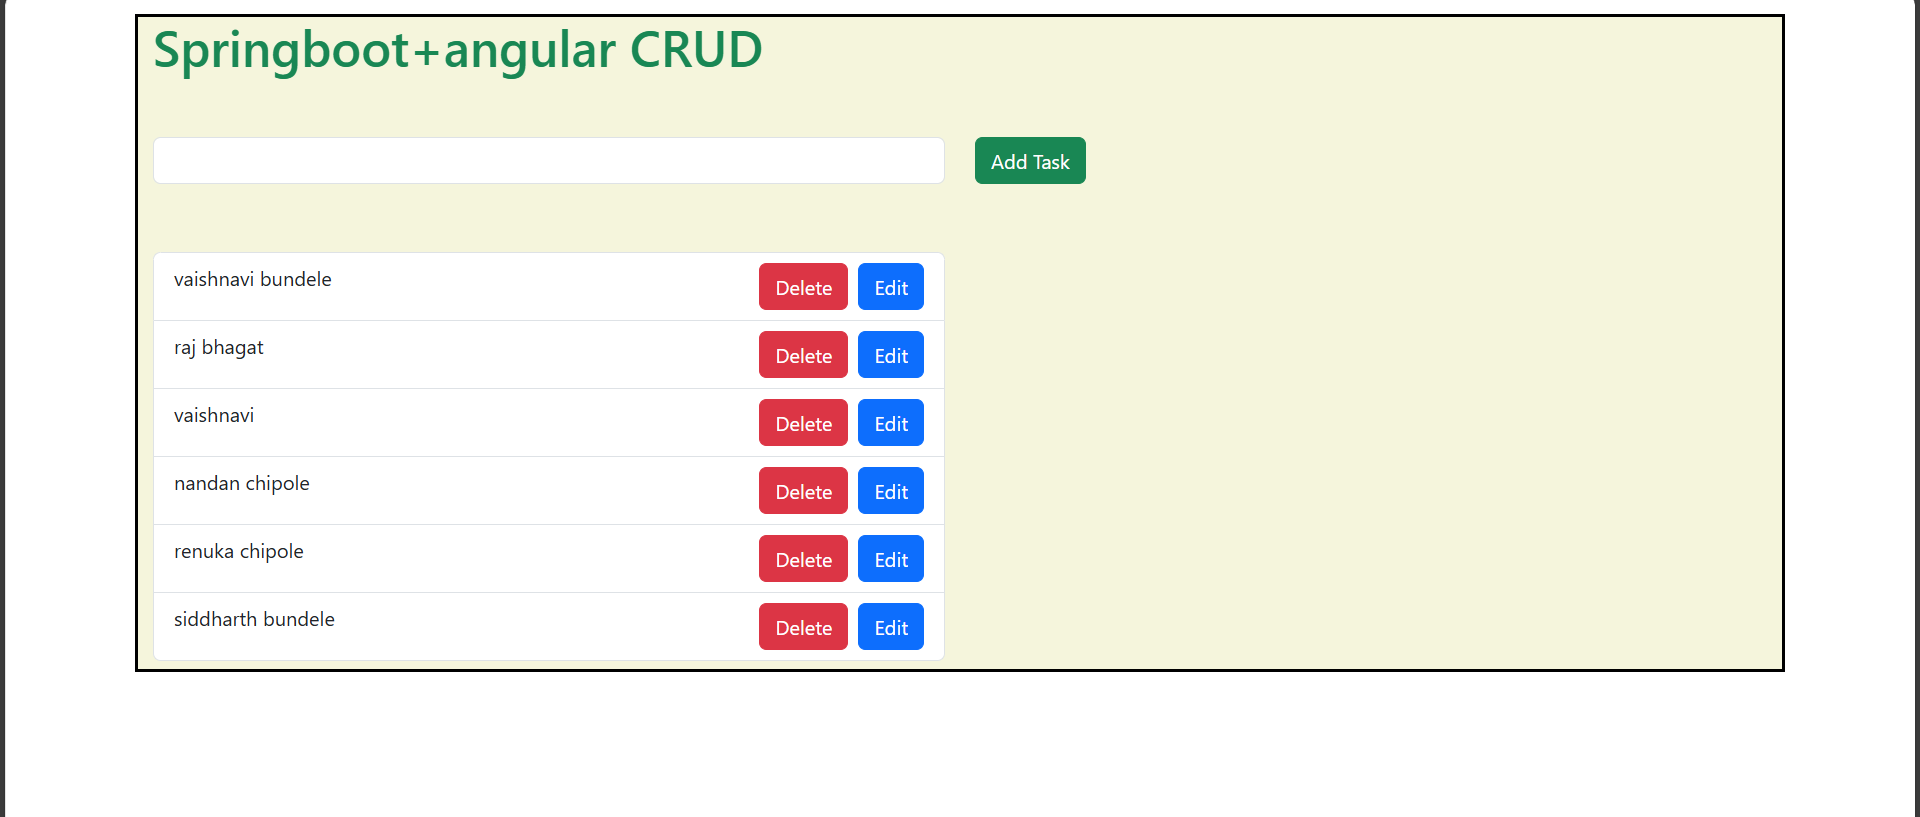 Springboot+angular CRUD
Add Task
vaishnavi bundele Delete Edit
raj bhagat Delete Edit
vaishnavi Delete Edit
nandan chipole Delete Edit
renuka chipole Delete Edit
siddharth bundele Delete Edit